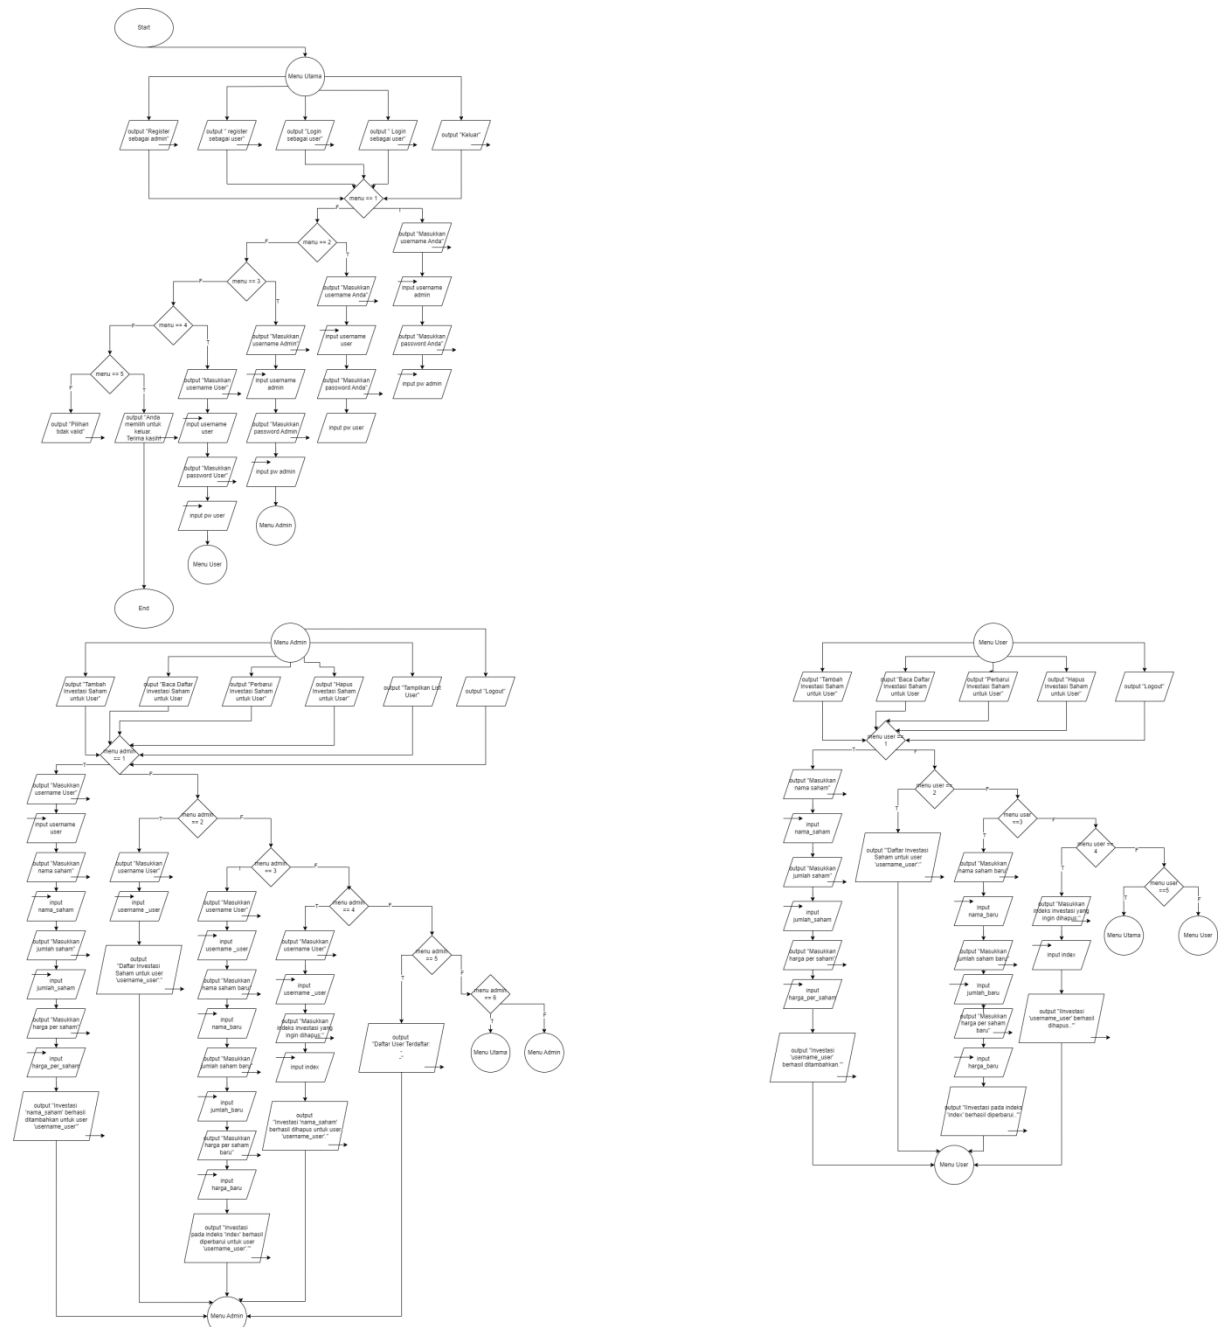 Start
Menu Utama
output "Register
sebagai admin"
output " register
sebagai user"
output "Login
sebagai user"
output " Login
sebagai user"
output "Keluar"
menu == 1
F
T
menu == 2
F
T
output "Masukkan
username Anda"
input username
admin
output "Masukkan
password Anda"
input pw admin
menu == 3
F
T
output "Masukkan
username Anda"
input username
user
output "Masukkan
password Anda"
input pw user
menu == 4
F
T
output "Masukkan
username Admin"
input username
admin
output "Masukkan
password Admin
input pw admin
Menu Admin
menu == 5
F
T
output "Masukkan
username User"
input username
user
output "Masukkan
password User"
input pw user
Menu User
output "Pilihan
tidak valid"
output "Anda
memilih untuk
keluar.
Terima kasih!
End
Menu Admin
output "Tambah
Investasi Saham
untuk User"
ouput "Baca Daftar
Investasi Saham
untuk User"
output "Perbarui
Investasi Saham
untuk User"
output "Hapus
Investasi Saham
untuk User"
output "Tampilkan List
User"
output "Logout"
menu admin
== 1
T
F
output "Masukkan
username User"
input username
user
output "Masukkan
nama saham"
input
nama_saham
output "Masukkan
jumlah saham"
input
jumlah_saham
output "Masukkan
harga per saham"
input
harga_per_saham
output "Investasi
'nama_saham' berhasil
ditambahkan untuk user
'username_user'"
menu admin
== 2
T
F
output "Masukkan
username User"
input
username _user
output
"Daftar Investasi
Saham untuk user
'username_user':"
menu admin
== 3
T
F
output "Masukkan
username User"
input
username _user
output "Masukkan
nama saham baru"
input
nama_baru
output "Masukkan
jumlah saham baru"
input
jumlah_baru
output "Masukkan
harga per saham
baru"
input
harga_baru
output "Investasi
pada indeks 'index' berhasil
diperbarui untuk user
'username_user'."
menu admin
== 4
T
F
output "Masukkan
username User"
input
username _user
output "Masukkan
indeks investasi yang
ingin dihapus:"
input index
output
"Investasi 'nama_saham'
berhasil dihapus untuk user
'username_user'."
menu admin
== 5
T
F
output
"Daftar User Terdaftar:
-
-"
menu admin
== 6
T
F
Menu Utama
Menu Admin
Menu Admin
Menu User
output "Tambah
Investasi Saham
untuk User"
ouput "Baca Daftar
Investasi Saham
untuk User"
output "Perbarui
Investasi Saham
untuk User"
output "Hapus
Investasi Saham
untuk User"
output "Logout"
menu user ==
1
T
F
output "Masukkan
nama saham"
input
nama_saham
output "Masukkan
jumlah saham"
input
jumlah_saham
output "Masukkan
harga per saham"
input
harga_per_saham
output "Investasi
'username_user'
berhasil ditambahkan."
menu user ==
2
T
F
output "'Daftar Investasi
Saham untuk user
'username_user':"
menu user
==3
T
F
output "Masukkan
nama saham baru"
input
nama_baru
output "Masukkan
jumlah saham baru"
input
jumlah_baru
output "Masukkan
harga per saham
baru"
input
harga_baru
output "Investasi pada indeks
'index' berhasil diperbarui.."
menu user ==
4
T
F
output "Masukkan
indeks investasi yang
ingin dihapus:"
input index
output "Investasi
'username_user' berhasil
dihapus.."
menu user
==5
T
F
Menu Utama
Menu User
Menu User